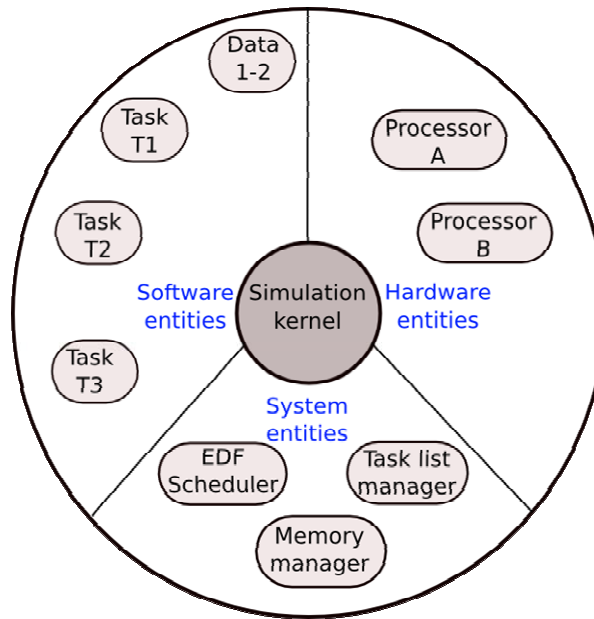 Data
1-2
Task
T1
Processor
A
Task
T2
Processor
B
Software
entities
Simulation
kernel
Hardware
entities
Task
T3
System
entities
EDF
Scheduler
Task list
manager
Memory
manager